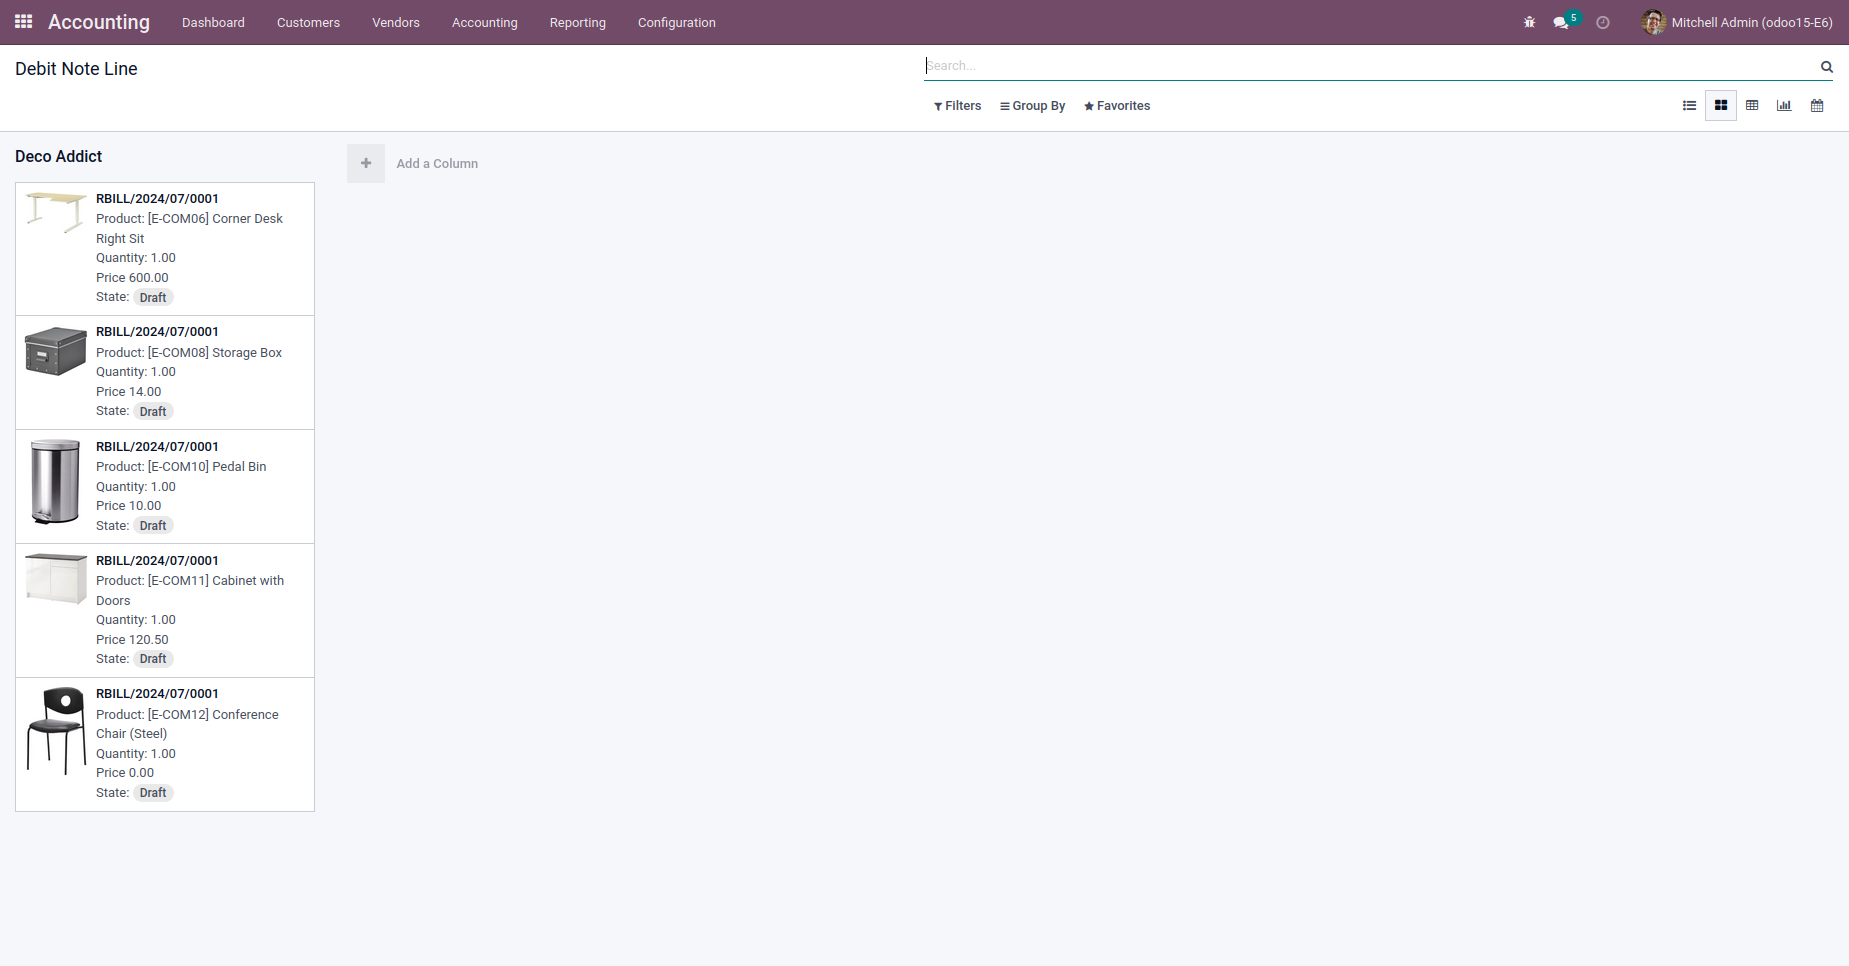 Accounting Dashboard Customers Vendors Accounting Reporting Configuration 5 Mitchell Admin (odoo15-E6)
Debit Note Line
Search...
Filters Group By Favorites
Deco Addict
Add a Column
RBILL/2024/07/0001
Product: [E-COM06] Corner Desk
Right Sit
Quantity: 1.00
Price 600.00
State: Draft
RBILL/2024/07/0001
Product: [E-COM08] Storage Box
Quantity: 1.00
Price 14.00
State: Draft
RBILL/2024/07/0001
Product: [E-COM10] Pedal Bin
Quantity: 1.00
Price 10.00
State: Draft
RBILL/2024/07/0001
Product: [E-COM11] Cabinet with
Doors
Quantity: 1.00
Price 120.50
State: Draft
RBILL/2024/07/0001
Product: [E-COM12] Conference
Chair (Steel)
Quantity: 1.00
Price 0.00
State: Draft